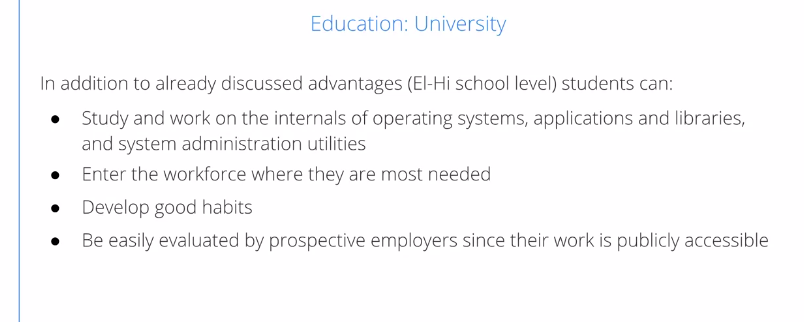 Education: University
In addition to already discussed advantages (El-Hi school level) students can:
● Study and work on the internals of operating systems, applications and libraries,
and system administration utilities
● Enter the workforce where they are most needed
● Develop good habits
● Be easily evaluated by prospective employers since their work is publicly accessible